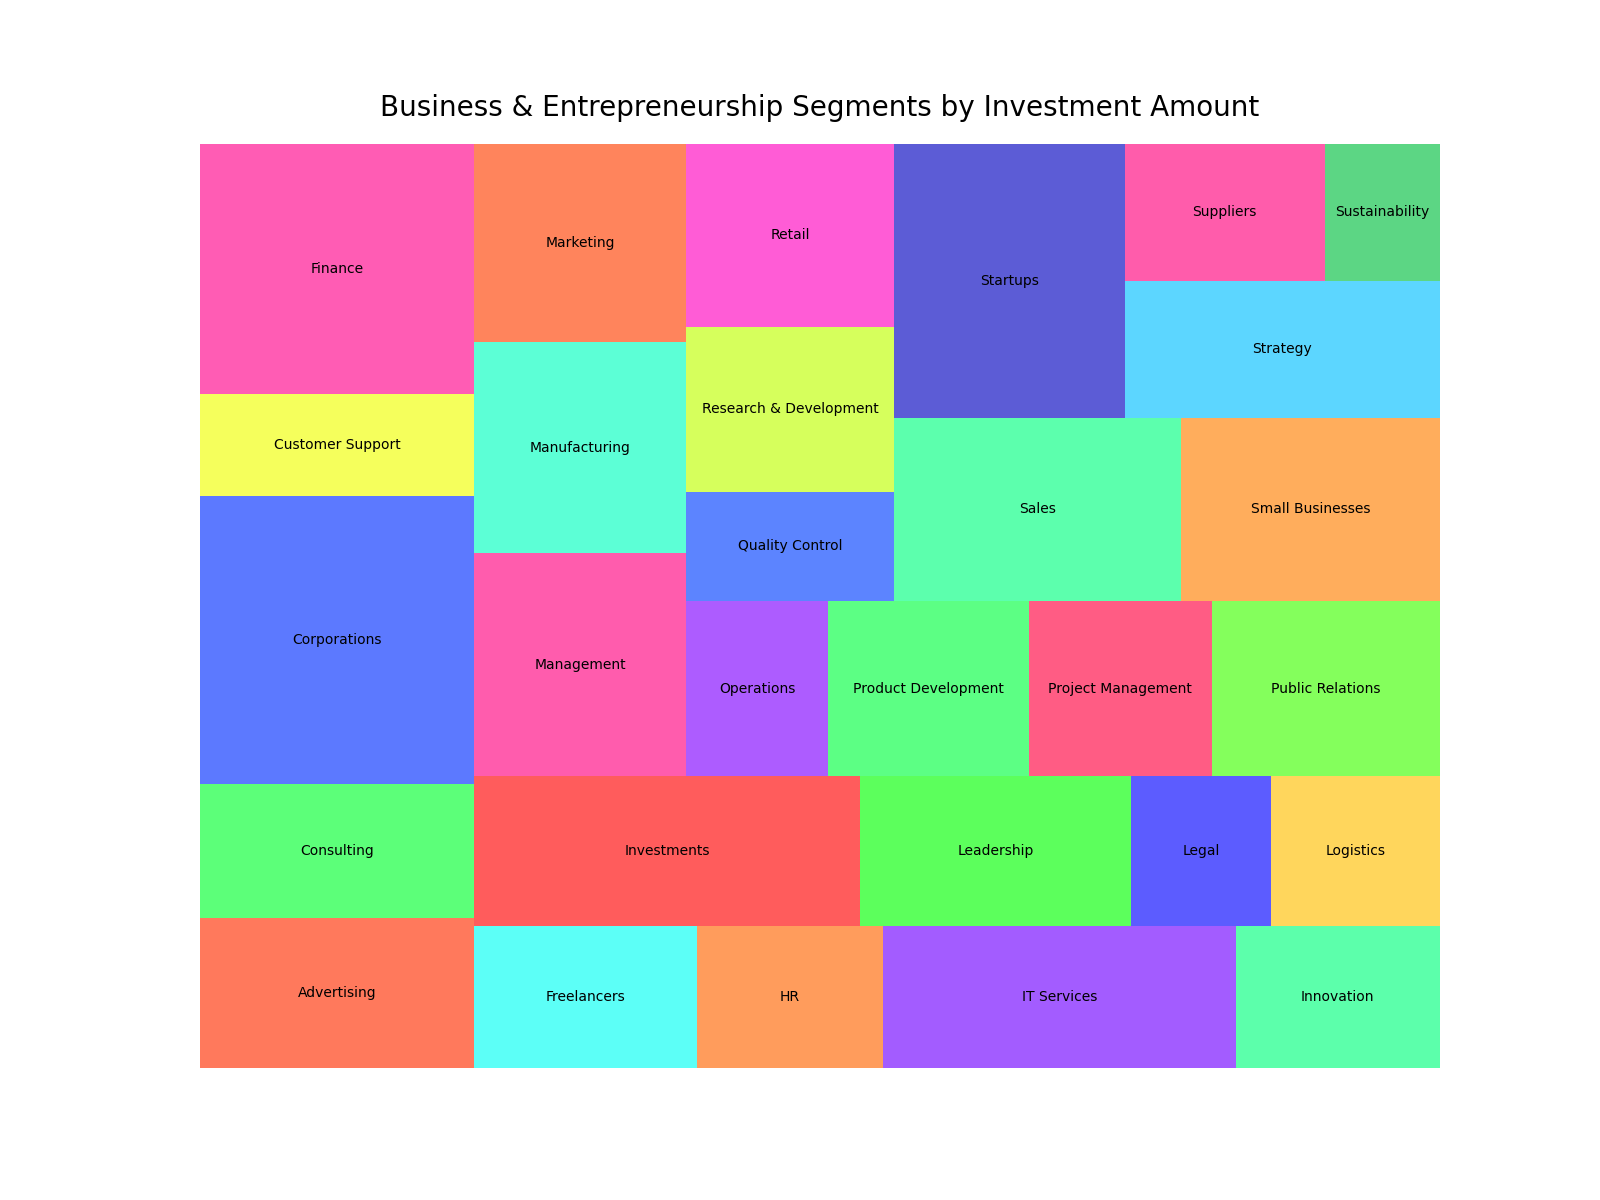 Business & Entrepreneurship Segments by Investment Amount
Finance
Marketing
Retail
Startups
Suppliers
Sustainability
Strategy
Customer Support
Manufacturing
Research & Development
Sales
Small Businesses
Quality Control
Corporations
Management
Operations
Product Development
Project Management
Public Relations
Consulting
Investments
Leadership
Legal
Logistics
Advertising
Freelancers
HR
IT Services
Innovation